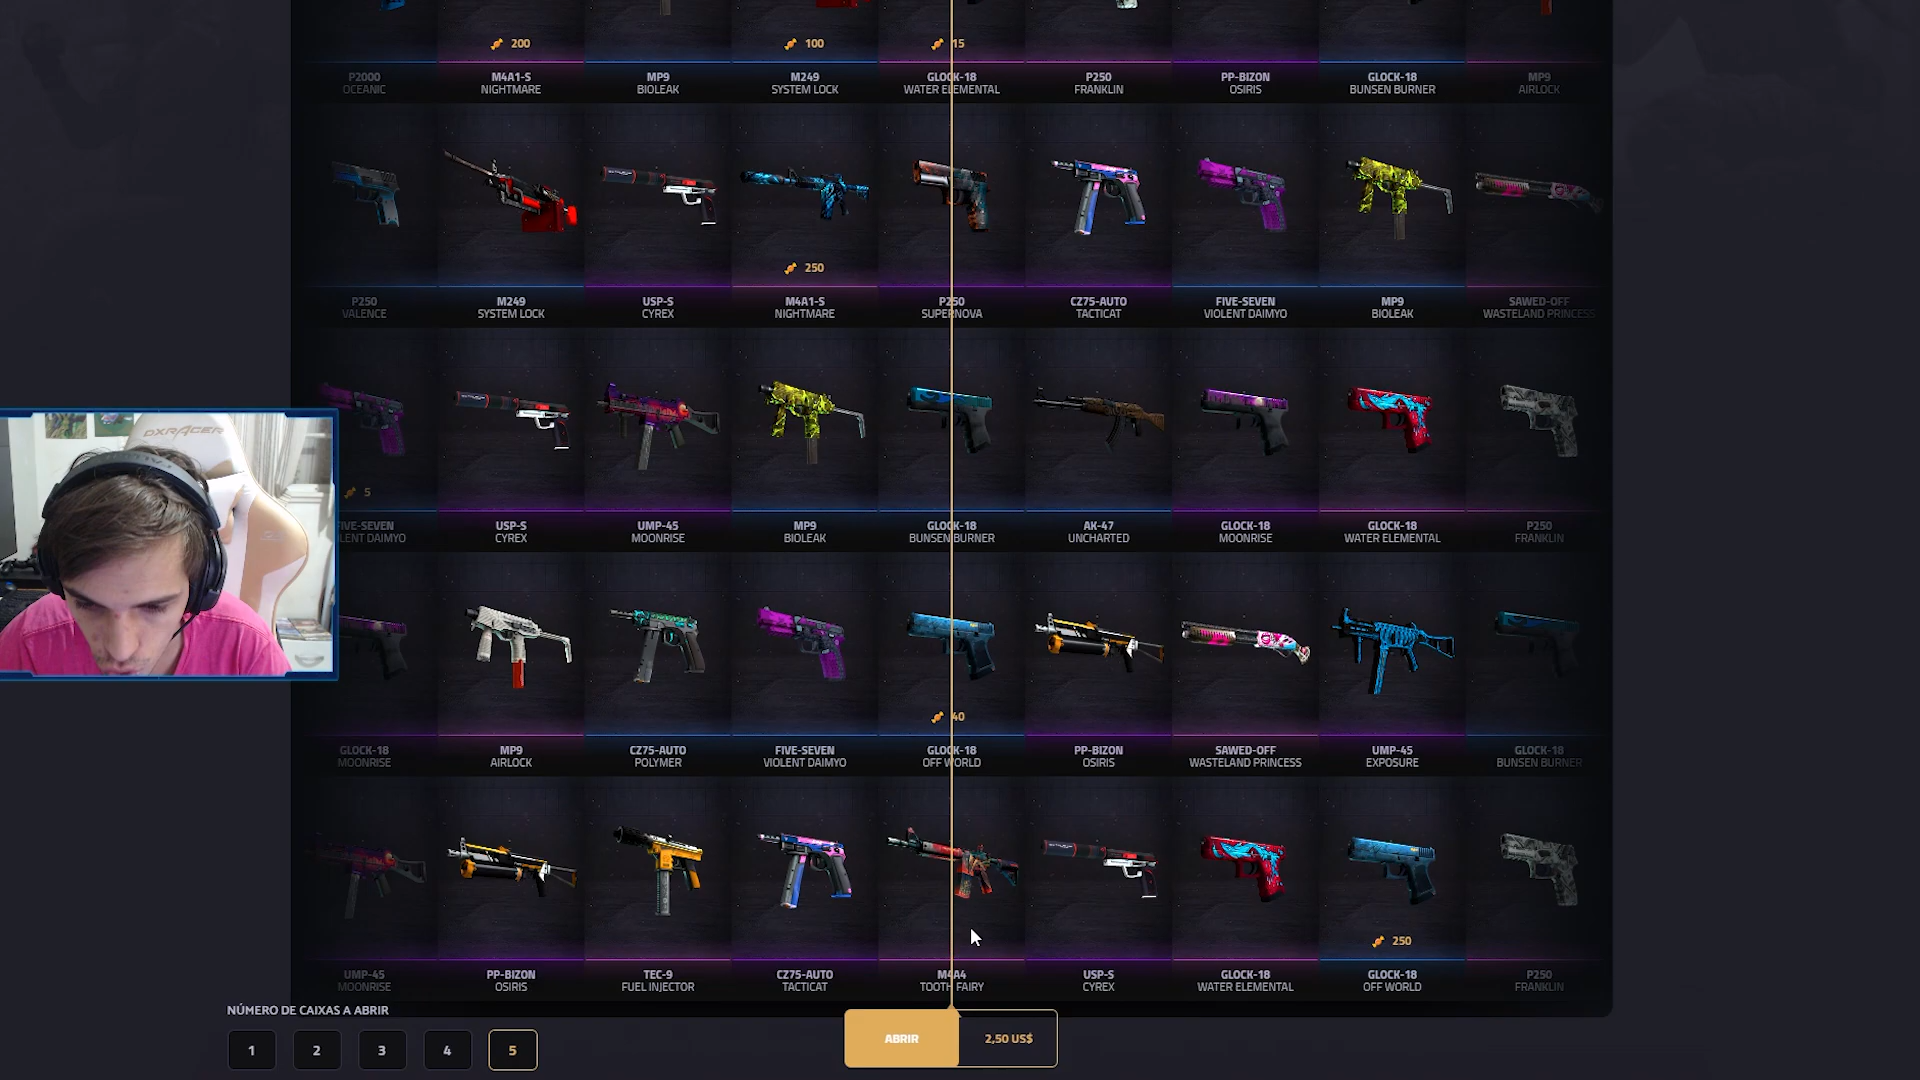 200
100
15
P2000
OCEANIC
M4A1-S
NIGHTMARE
MP9
BIOLEAK
M249
SYSTEM LOCK
GLOCK-18
WATER ELEMENTAL
P250
FRANKLIN
PP-BIZON
OSIRIS
GLOCK-18
BUNSEN BURNER
MP9
AIRLOCK
250
P250
VALENCE
M249
SYSTEM LOCK
USP-S
CYREX
M4A1-S
NIGHTMARE
P250
SUPERNOVA
CZ75-AUTO
TACTICAT
FIVE-SEVEN
VIOLENT DAIMYO
MP9
BIOLEAK
SAWED-OFF
WASTELAND PRINCESS
DXRACER
5
FIVE-SEVEN
LENT DAIMYO
USP-S
CYREX
UMP-45
MOONRISE
MP9
BIOLEAK
GLOCK-18
BUNSEN BURNER
AK-47
UNCHARTED
GLOCK-18
MOONRISE
GLOCK-18
WATER ELEMENTAL
P250
FRANKLIN
40
GLOCK-18
MOONRISE
MP9
AIRLOCK
CZ75-AUTO
POLYMER
FIVE-SEVEN
VIOLENT DAIMYO
GLOCK-18
OFF WORLD
PP-BIZON
OSIRIS
SAWED-OFF
WASTELAND PRINCESS
UMP-45
EXPOSURE
GLOCK-18
BUNSEN BURNER
250
UMP-45
MOONRISE
PP-BIZON
OSIRIS
TEC-9
FUEL INJECTOR
CZ75-AUTO
TACTICAT
M4A4
TOOTH FAIRY
USP-S
CYREX
GLOCK-18
WATER ELEMENTAL
GLOCK-18
OFF WORLD
P250
FRANKLIN
NÚMERO DE CAIXAS A ABRIR
1
2
3
4
5
ABRIR
2,50 US$